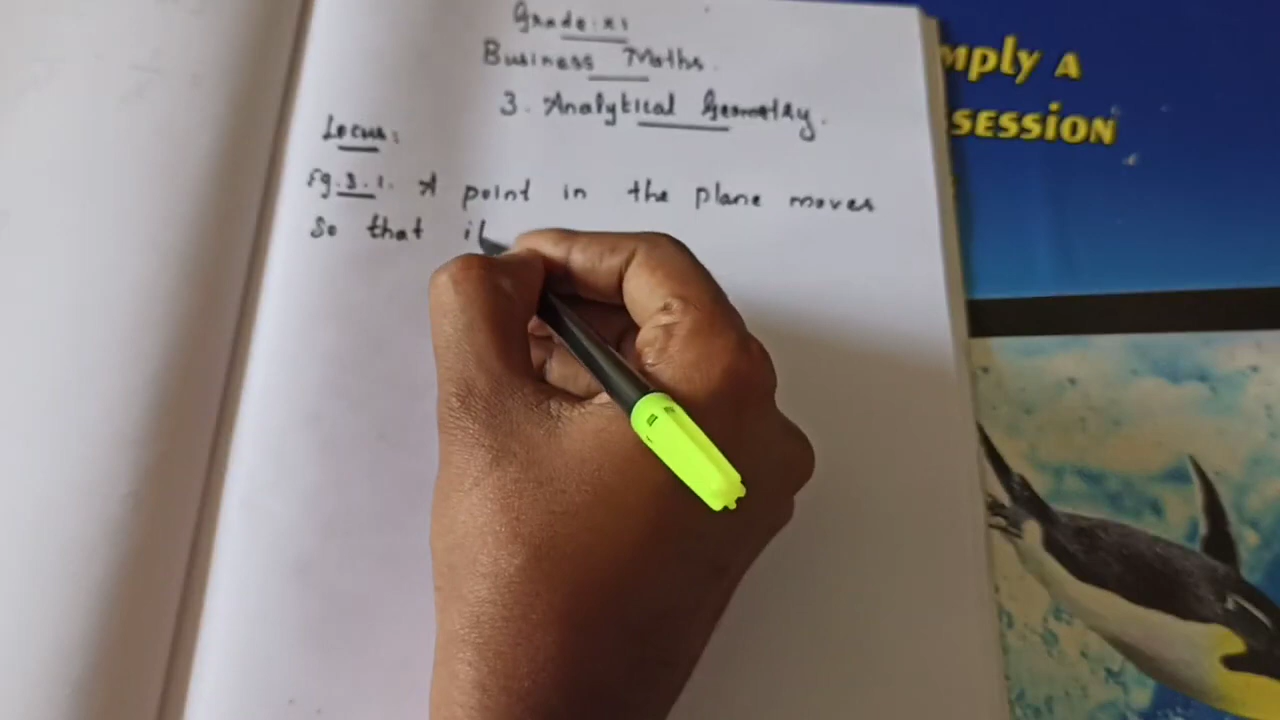 Grade: XI
Business Maths.
3. Analytical Geometry.
Locus:
Eg. 3.1. A point in the plane moves
So that it
mply A
SESSION